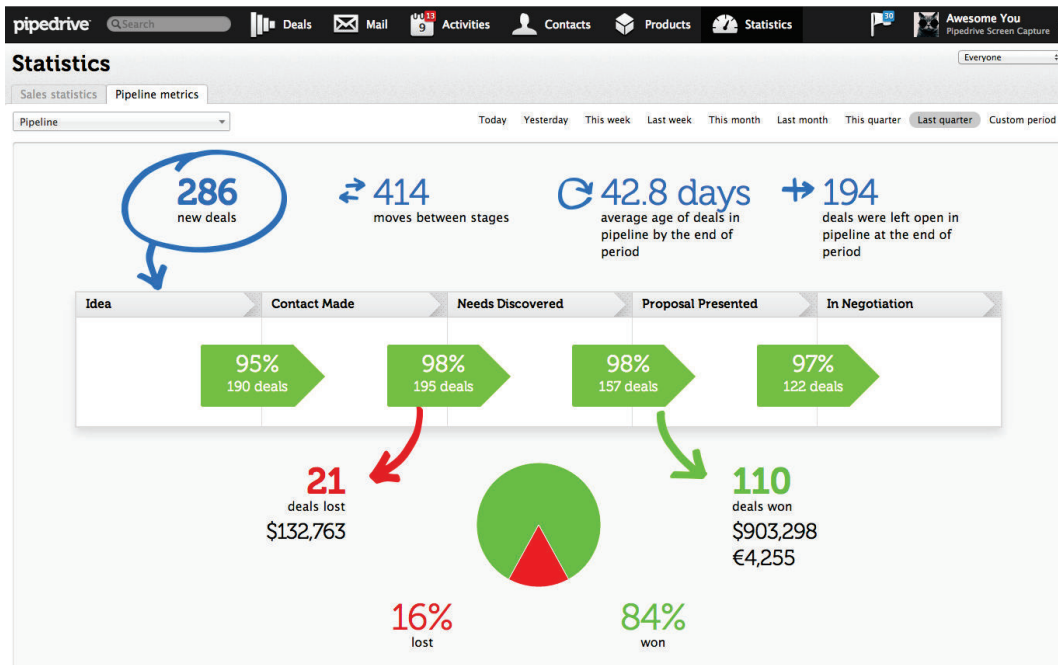 pipedrive
Search
Deals
Mail
13
9
Activities
Contacts
Products
Statistics
30
Awesome You
Pipedrive Screen Capture
Statistics
Everyone
Sales statistics
Pipeline metrics
Pipeline
Today
Yesterday
This week
Last week
This month
Last month
This quarter
Last quarter
Custom period
286
new deals
414
moves between stages
42.8 days
average age of deals in
pipeline by the end of
period
194
deals were left open in
pipeline at the end of
period
Idea
Contact Made
Needs Discovered
Proposal Presented
In Negotiation
95%
190 deals
98%
195 deals
98%
157 deals
97%
122 deals
21
deals lost
$132,763
110
deals won
$903,298
€4,255
16%
lost
84%
won